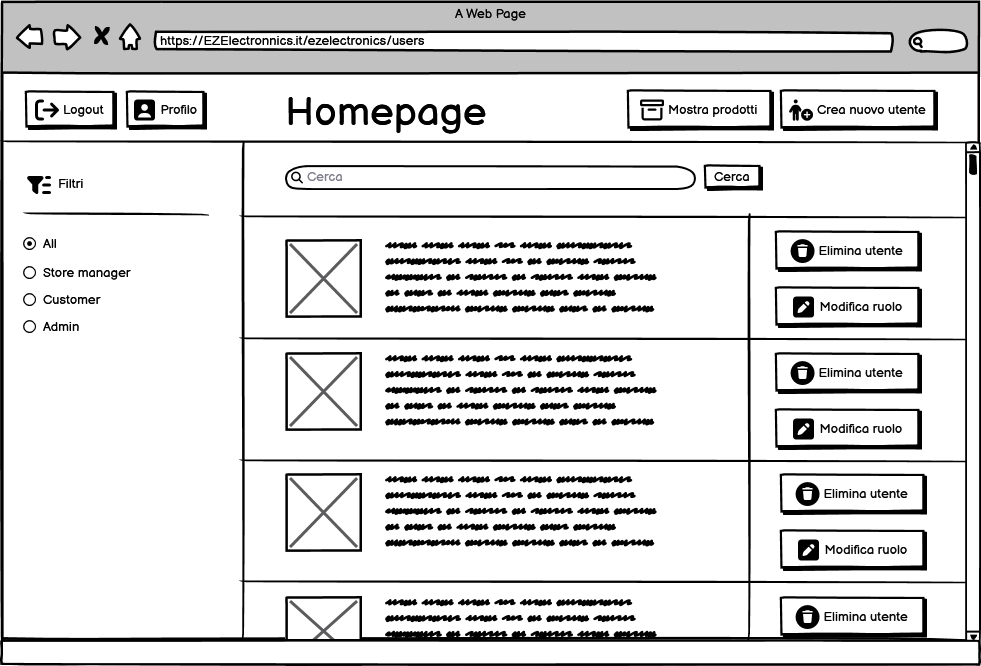 A Web Page
https://EZElectronnics.it/ezelectronics/users
Logout
Profilo
Homepage
Mostra prodotti
Crea nuovo utente
Filtri
All
Store manager
Customer
Admin
Cerca
Cerca
Elimina utente
Modifica ruolo
Elimina utente
Modifica ruolo
Elimina utente
Modifica ruolo
Elimina utente